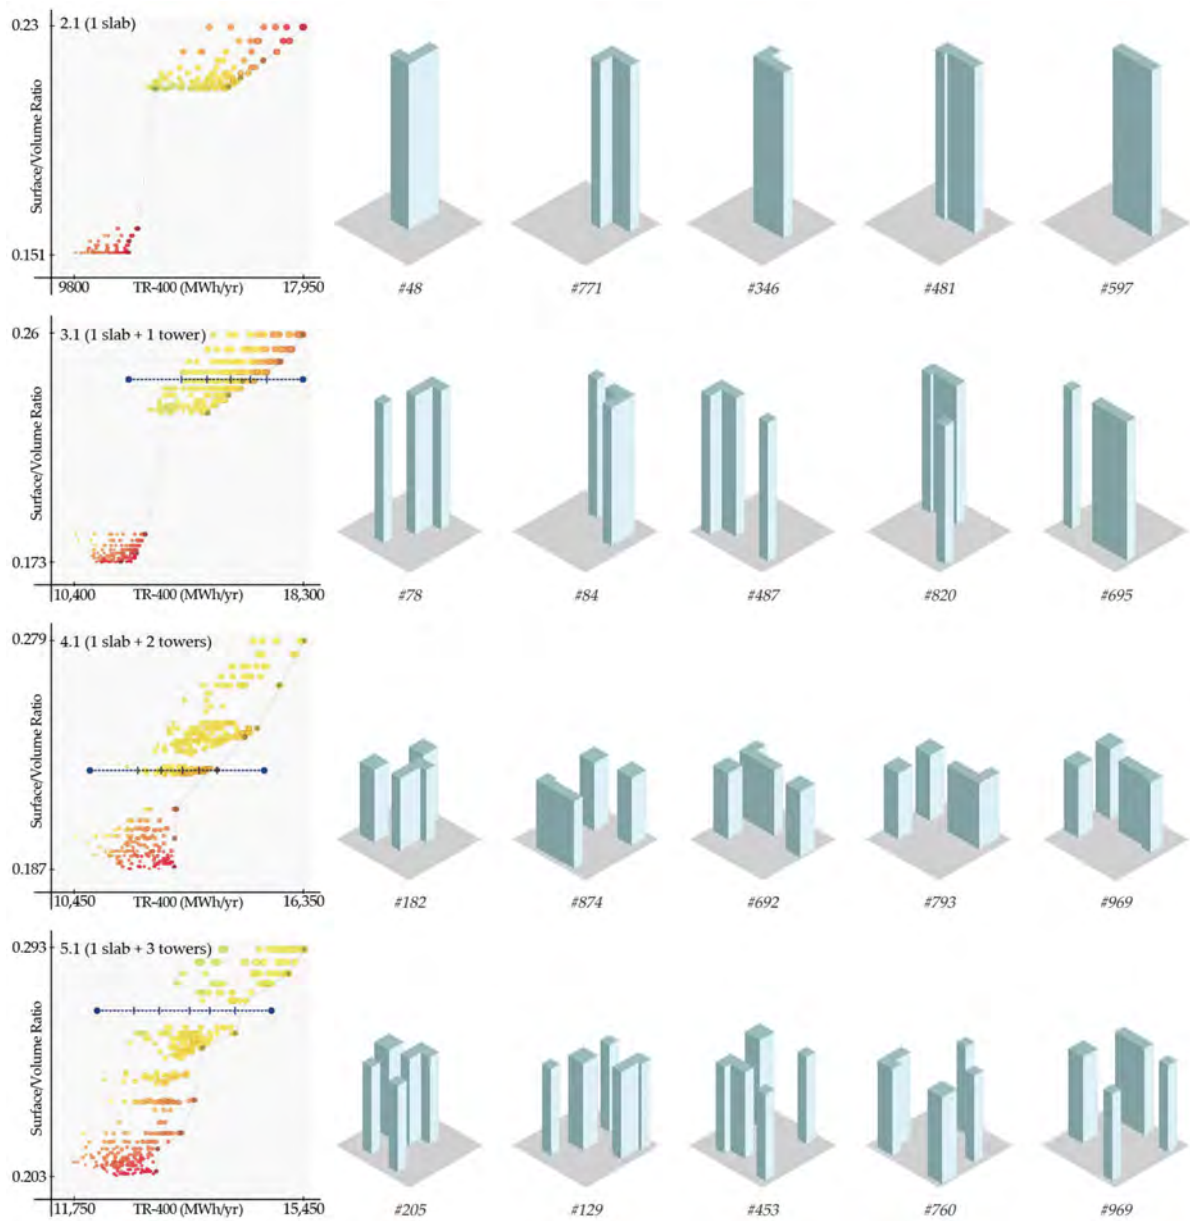 0.23
2.1 (1 slab)
Surface/Volume Ratio
0.151
9800 TR-400 (MWh/yr) 17,950
#48 #771 #346 #481 #597
0.26
3.1 (1 slab + 1 tower)
Surface/Volume Ratio
0.173
10,400 TR-400 (MWh/yr) 18,300
#78 #84 #487 #820 #695
0.279
4.1 (1 slab + 2 towers)
Surface/Volume Ratio
0.187
10,450 TR-400 (MWh/yr) 16,350
#182 #874 #692 #793 #969
0.293
5.1 (1 slab + 3 towers)
Surface/Volume Ratio
0.203
11,750 TR-400 (MWh/yr) 15,450
#205 #129 #453 #760 #969